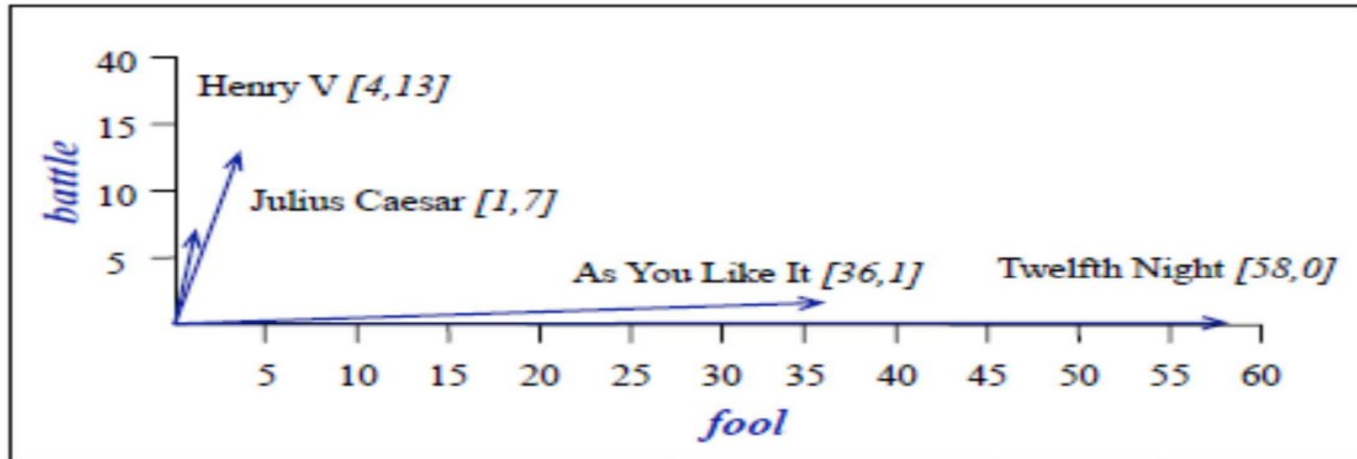 40
Henry V [4,13]
15
battle
10
Julius Caesar [1,7]
5
As You Like It [36,1]
Twelfth Night [58,0]
5 10 15 20 25 30 35 40 45 50 55 60
fool